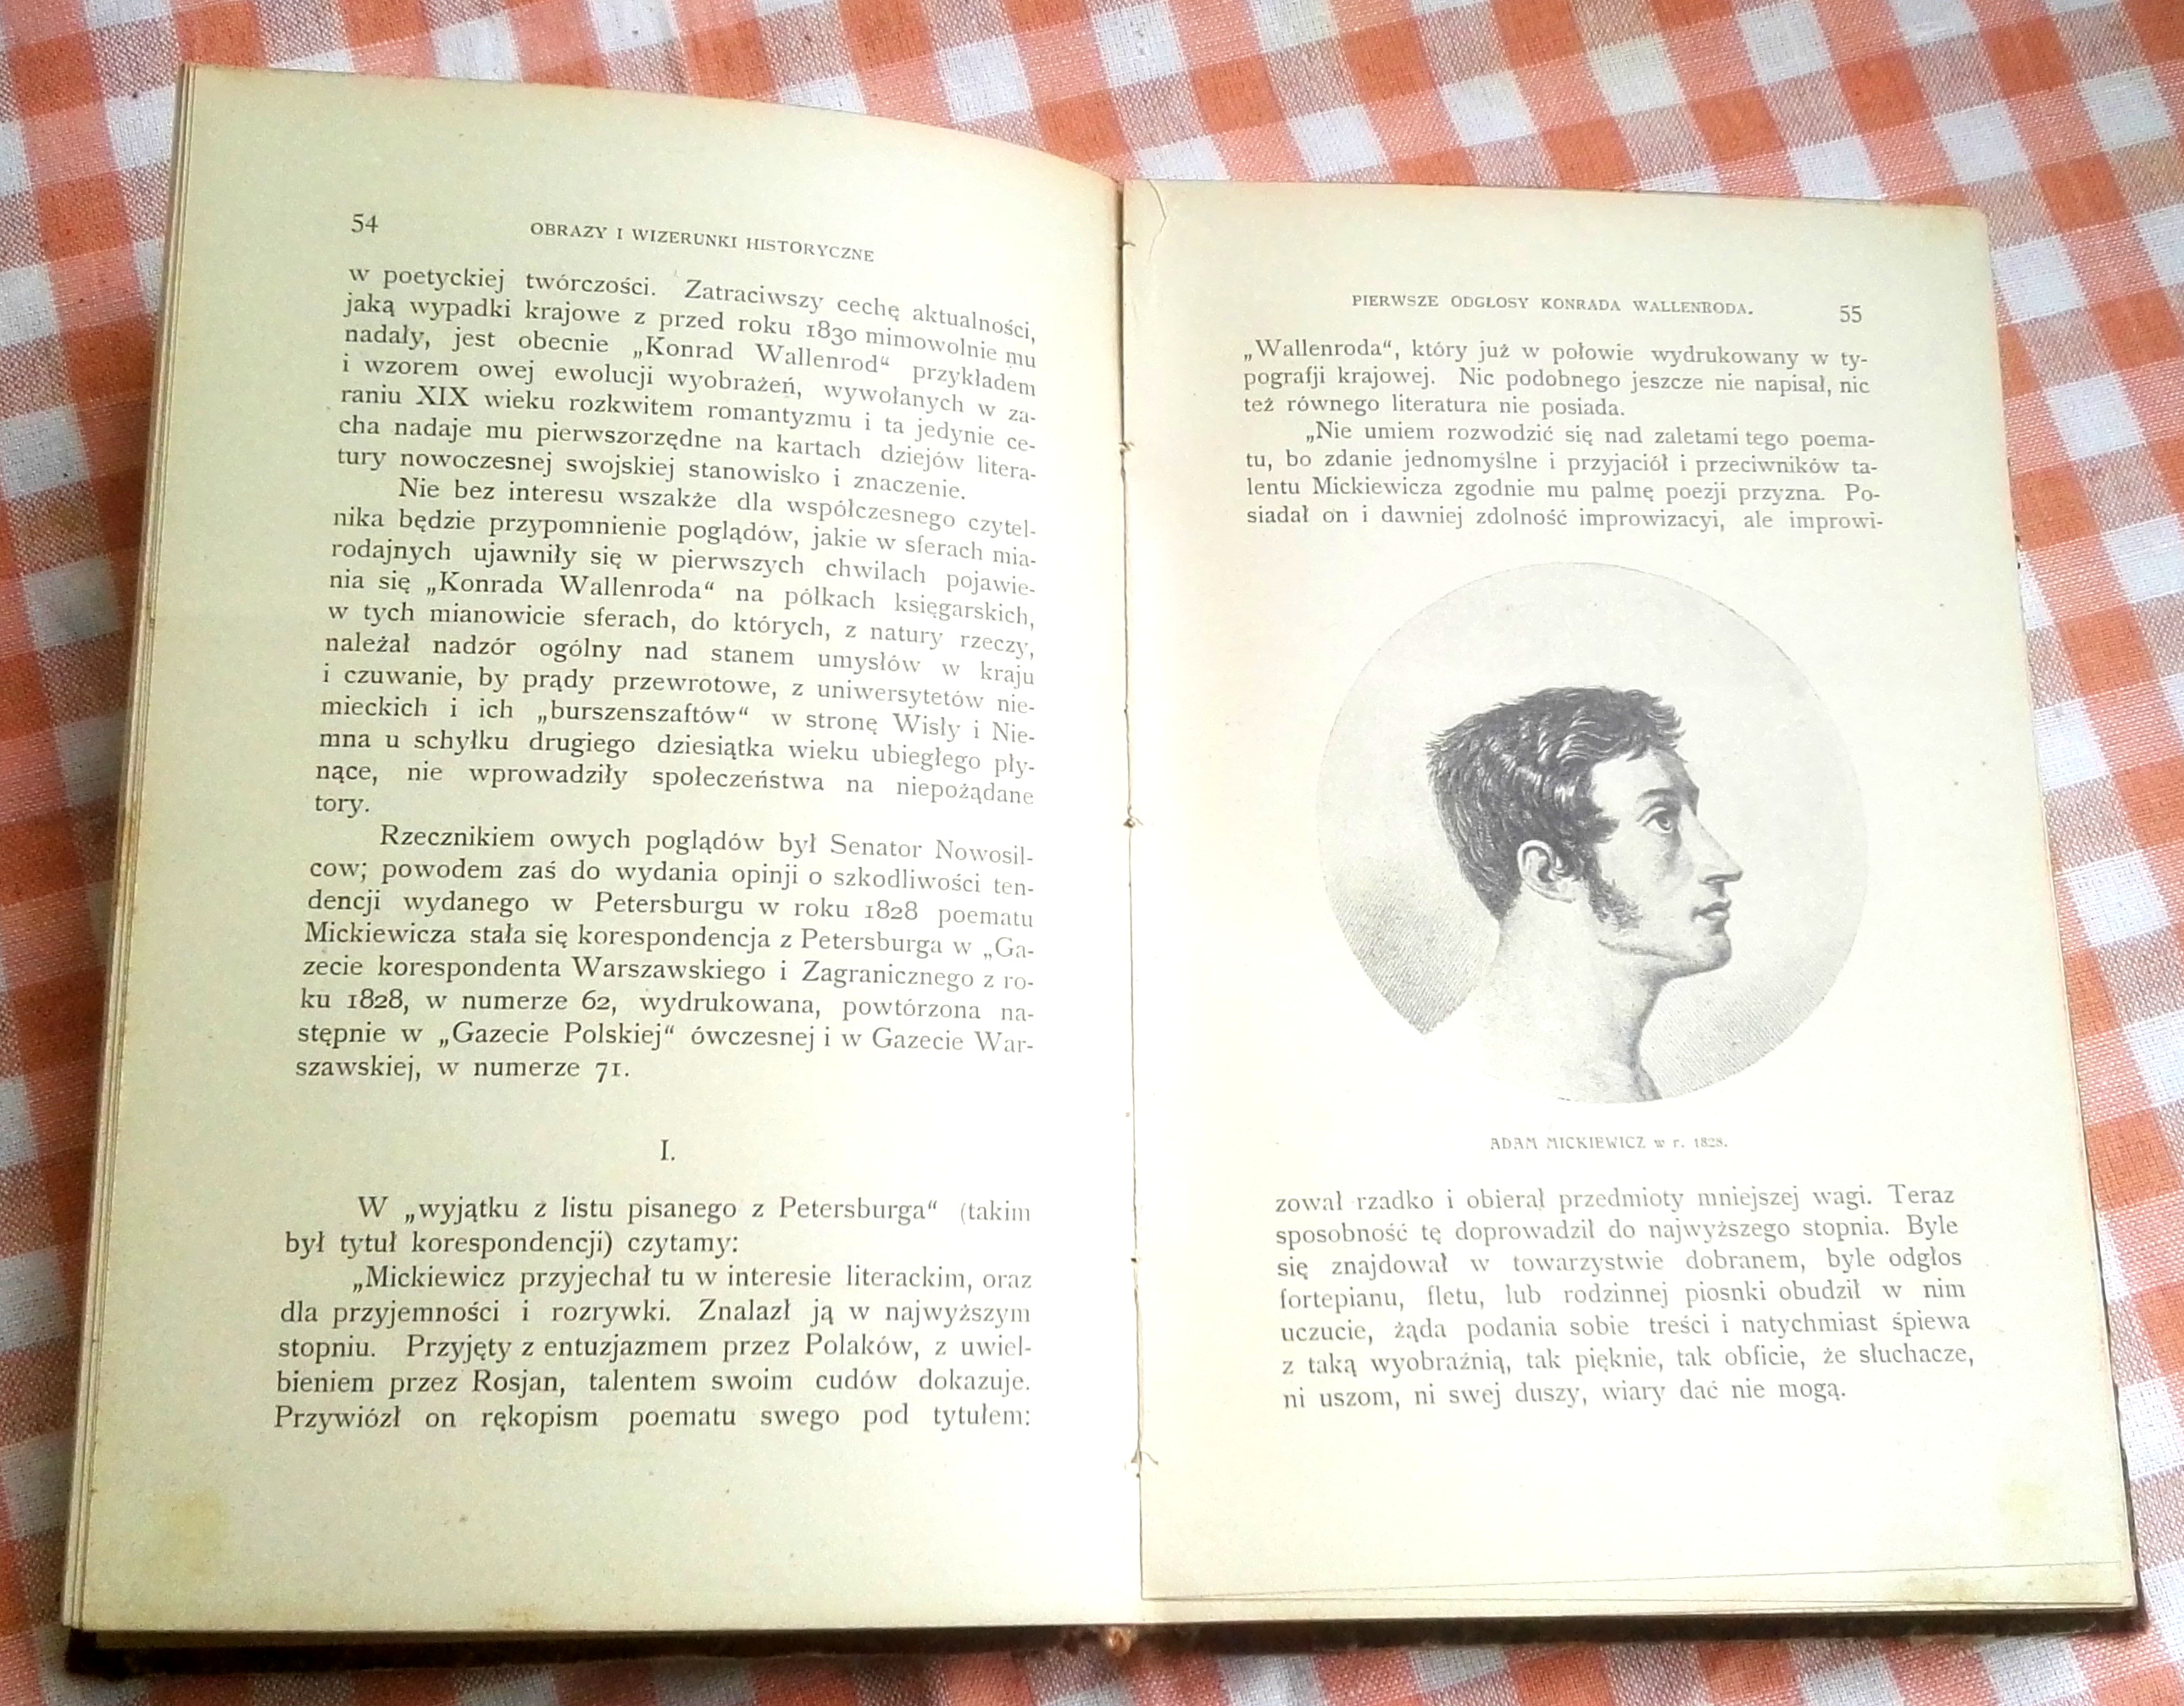 54
OBRAZY I WIZERUNKI HISTORYCZNE
w poetyckiej twórczości. Zatraciwszy cechę aktualności,
jaką wypadki krajowe z przed roku 1830 mimowolnie mu
nadały, jest obecnie „Konrad Wallenrod“ przykładem
i wzorem owej ewolucji wyobrażeń, wywołanych w za-
raniu XIX wieku rozkwitem romantyzmu i ta jedynie ce-
cha nadaje mu pierwszorzędne na kartach dziejów litera-
tury nowoczesnej swojskiej stanowisko i znaczenie.
Nie bez interesu wszakże dla współczesnego czytel-
nika będzie przypomnienie poglądów, jakie w sferach mia-
rodajnych ujawniły się w pierwszych chwilach pojawie-
nia się „Konrada Wallenroda“ na półkach księgarskich,
w tych mianowicie sferach, do których, z natury rzeczy,
należał nadzór ogólny nad stanem umysłów w kraju
i czuwanie, by prądy przewrotowe, z uniwersytetów nie-
mieckich i ich „burszenszaftów“ w stronę Wisły i Nie-
mna u schyłku drugiego dziesiątka wieku ubiegłego pły-
nące, nie wprowadziły społeczeństwa na niepożądane
tory.
Rzecznikiem owych poglądów był Senator Nowosil-
cow; powodem zaś do wydania opinji o szkodliwości ten-
dencji wydanego w Petersburgu w roku 1828 poematu
Mickiewicza stała się korespondencja z Petersburga w „Ga-
zecie korespondenta Warszawskiego i Zagranicznego z ro-
ku 1828, w numerze 62, wydrukowana, powtórzona na-
stępnie w „Gazecie Polskiej“ ówczesnej i w Gazecie War-
szawskiej, w numerze 71.
I.
W „wyjątku z listu pisanego z Petersburga“ (takim
był tytuł korespondencji) czytamy:
„Mickiewicz przyjechał tu w interesie literackim, oraz
dla przyjemności i rozrywki. Znalazł ją w najwyższym
stopniu. Przyjęty z entuzjazmem przez Polaków, z uwiel-
bieniem przez Rosjan, talentem swoim cudów dokazuje.
Przywiózł on rękopism poematu swego pod tytułem:
PIERWSZE ODGŁOSY KONRADA WALLENRODA.
55
„Wallenroda“, który już w połowie wydrukowany w ty-
pografji krajowej. Nic podobnego jeszcze nie napisał, nic
też równego literatura nie posiada.
„Nie umiem rozwodzić się nad zaletami tego poema-
tu, bo zdanie jednomyślne i przyjaciół i przeciwników ta-
lentu Mickiewicza zgodnie mu palmę poezji przyzna. Po-
siadał on i dawniej zdolność improwizacyi, ale improwi-
ADAM MICKIEWICZ w r. 1828.
zował rzadko i obierał przedmioty mniejszej wagi. Teraz
sposobność tę doprowadził do najwyższego stopnia. Byle
się znajdował w towarzystwie dobranem, byle odgłos
fortepianu, fletu, lub rodzinnej piosnki obudził w nim
uczucie, żąda podania sobie treści i natychmiast śpiewa
z taką wyobraźnią, tak pięknie, tak obficie, że słuchacze,
ni uszom, ni swej duszy, wiary dać nie mogą.